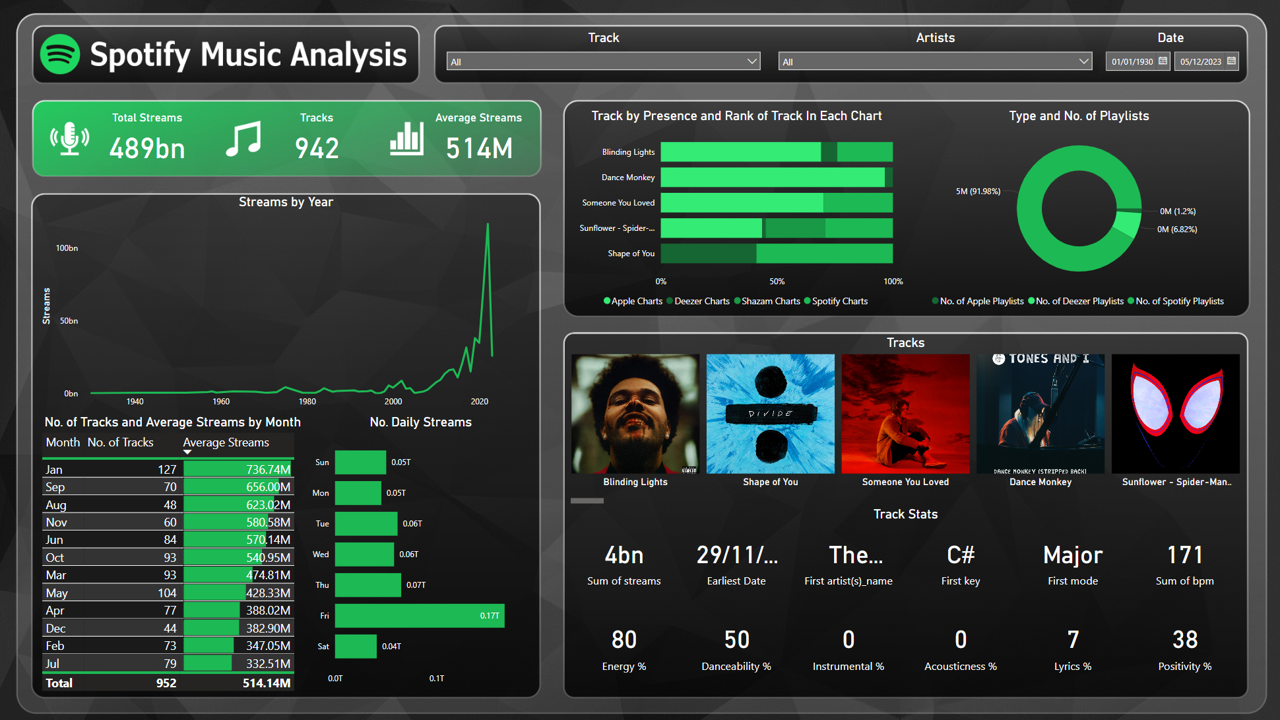 Spotify Music Analysis
Track
All
Artists
All
Date
01/01/1930
05/12/2023
Total Streams
489bn
Tracks
942
Average Streams
514M
Streams by Year
Streams
100bn
50bn
0bn
1940 1960 1980 2000 2020
No. of Tracks and Average Streams by Month
Month No. of Tracks Average Streams
Jan 127 736.74M
Sep 70 656.00M
Aug 48 623.02M
Nov 60 580.58M
Jun 84 570.14M
Oct 93 540.95M
Mar 93 474.81M
May 104 428.33M
Apr 77 388.02M
Dec 44 382.90M
Feb 73 347.05M
Jul 79 332.51M
Total 952 514.14M
No. Daily Streams
Sun 0.05T
Mon 0.05T
Tue 0.06T
Wed 0.06T
Thu 0.07T
Fri 0.17T
Sat 0.04T
0.0T 0.1T
Track by Presence and Rank of Track In Each Chart
Blinding Lights
Dance Monkey
Someone You Loved
Sunflower - Spider-...
Shape of You
0% 50% 100%
Apple Charts Deezer Charts Shazam Charts Spotify Charts
Type and No. of Playlists
5M (91.98%)
0M (1.2%)
0M (6.82%)
No. of Apple Playlists No. of Deezer Playlists No. of Spotify Playlists
Tracks
DIVIDE
TONES AND I
DANCE MONKEY (STRIPPED BACK)
Blinding Lights
Shape of You
Someone You Loved
Dance Monkey
Sunflower - Spider-Man..
Track Stats
4bn
Sum of streams
29/11/...
Earliest Date
The...
First artist(s)_name
C#
First key
Major
First mode
171
Sum of bpm
80
Energy %
50
Danceability %
0
Instrumental %
0
Acousticness %
7
Lyrics %
38
Positivity %